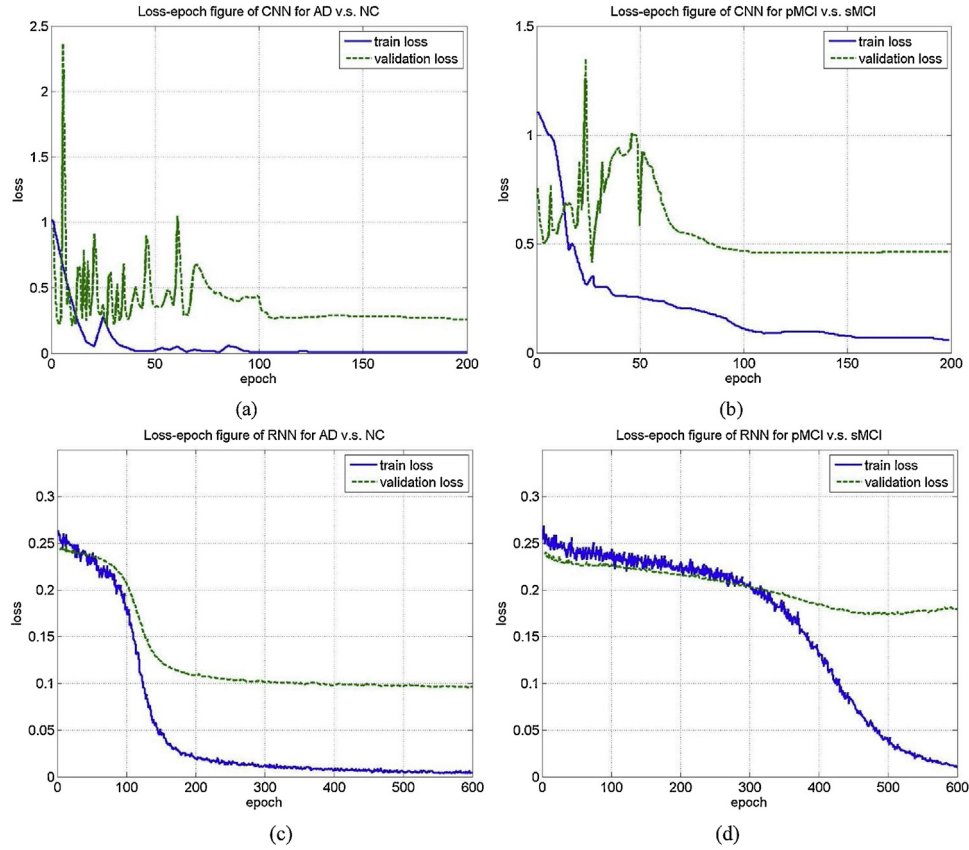 Loss-epoch figure of CNN for AD v.s. NC
train loss
validation loss
2.5
2
1.5
1
0.5
0
loss
0
50
100
150
200
epoch
(a)
Loss-epoch figure of CNN for pMCI v.s. sMCI
train loss
validation loss
1.5
1
0.5
0
loss
0
50
100
150
200
epoch
(b)
Loss-epoch figure of RNN for AD v.s. NC
train loss
validation loss
0.3
0.25
0.2
0.15
0.1
0.05
0
loss
0
100
200
300
400
500
600
epoch
(c)
Loss-epoch figure of RNN for pMCI v.s. sMCI
train loss
validation loss
0.3
0.25
0.2
0.15
0.1
0.05
0
loss
0
100
200
300
400
500
600
epoch
(d)